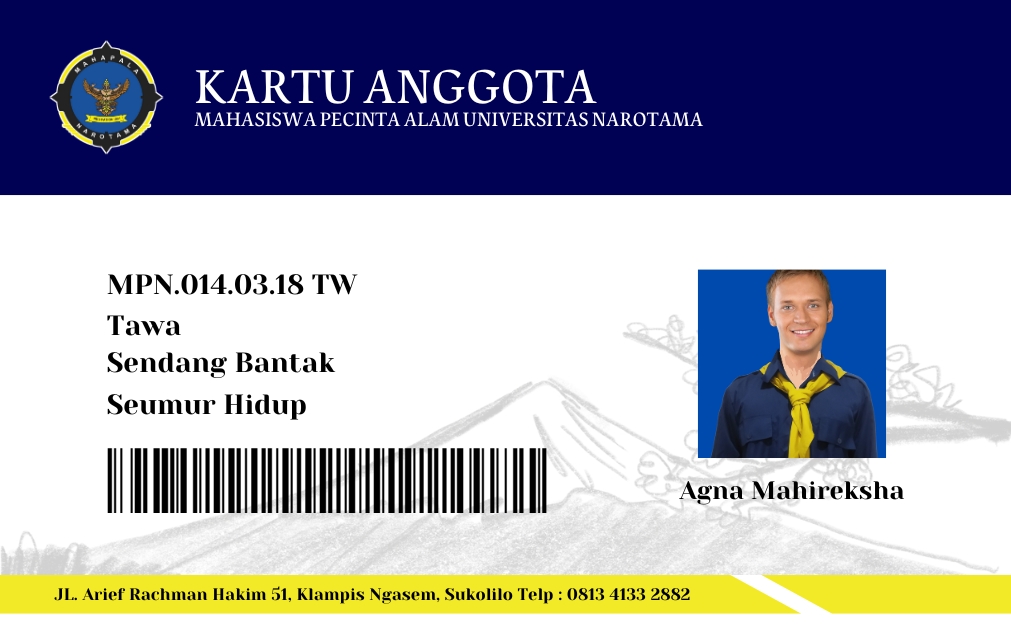 MAHAPALA
NAROTAMA
KARTU ANGGOTA
MAHASISWA PECINTA ALAM UNIVERSITAS NAROTAMA
MPN.014.03.18 TW
Tawa
Sendang Bantak
Seumur Hidup
Agna Mahireksha
JL. Arief Rachman Hakim 51, Klampis Ngasem, Sukolilo Telp : 0813 4133 2882